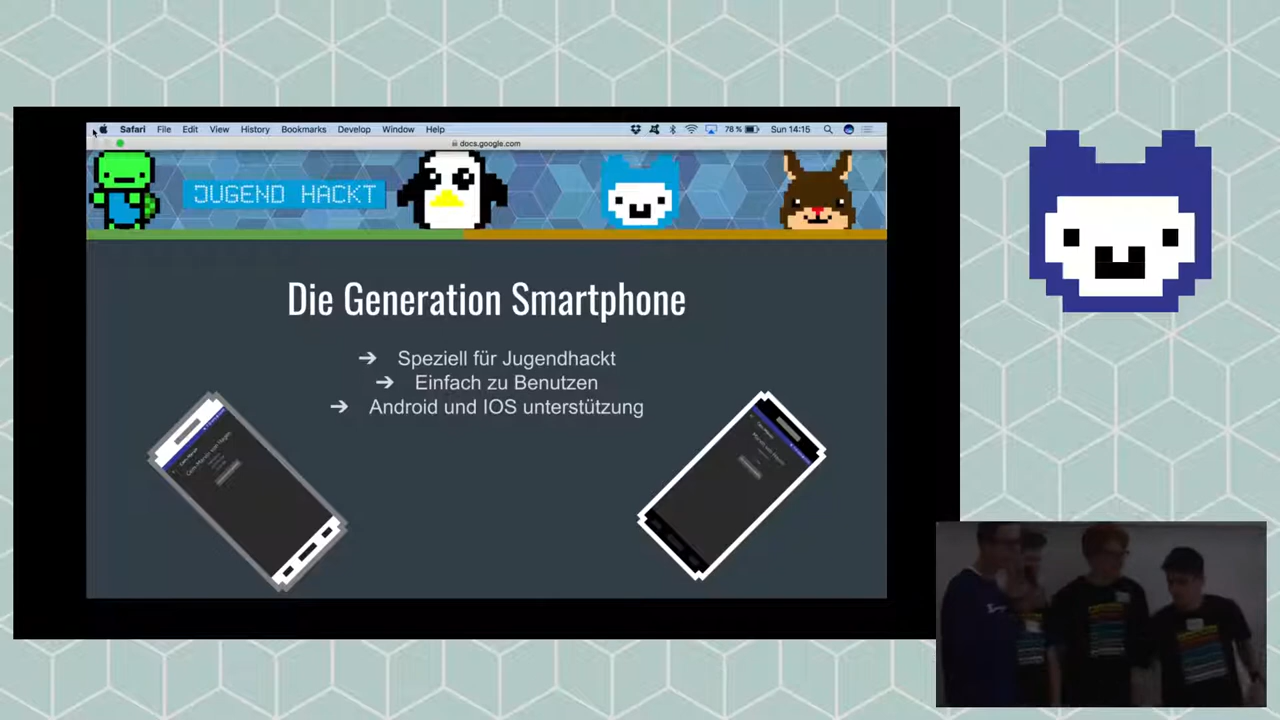 Safari File Edit View History Bookmarks Develop Window Help 78 % Sun 14:15
docs.google.com
JUGEND HACKT
Die Generation Smartphone
➔ Speziell für Jugendhackt
➔ Einfach zu Benutzen
➔ Android und IOS unterstützung